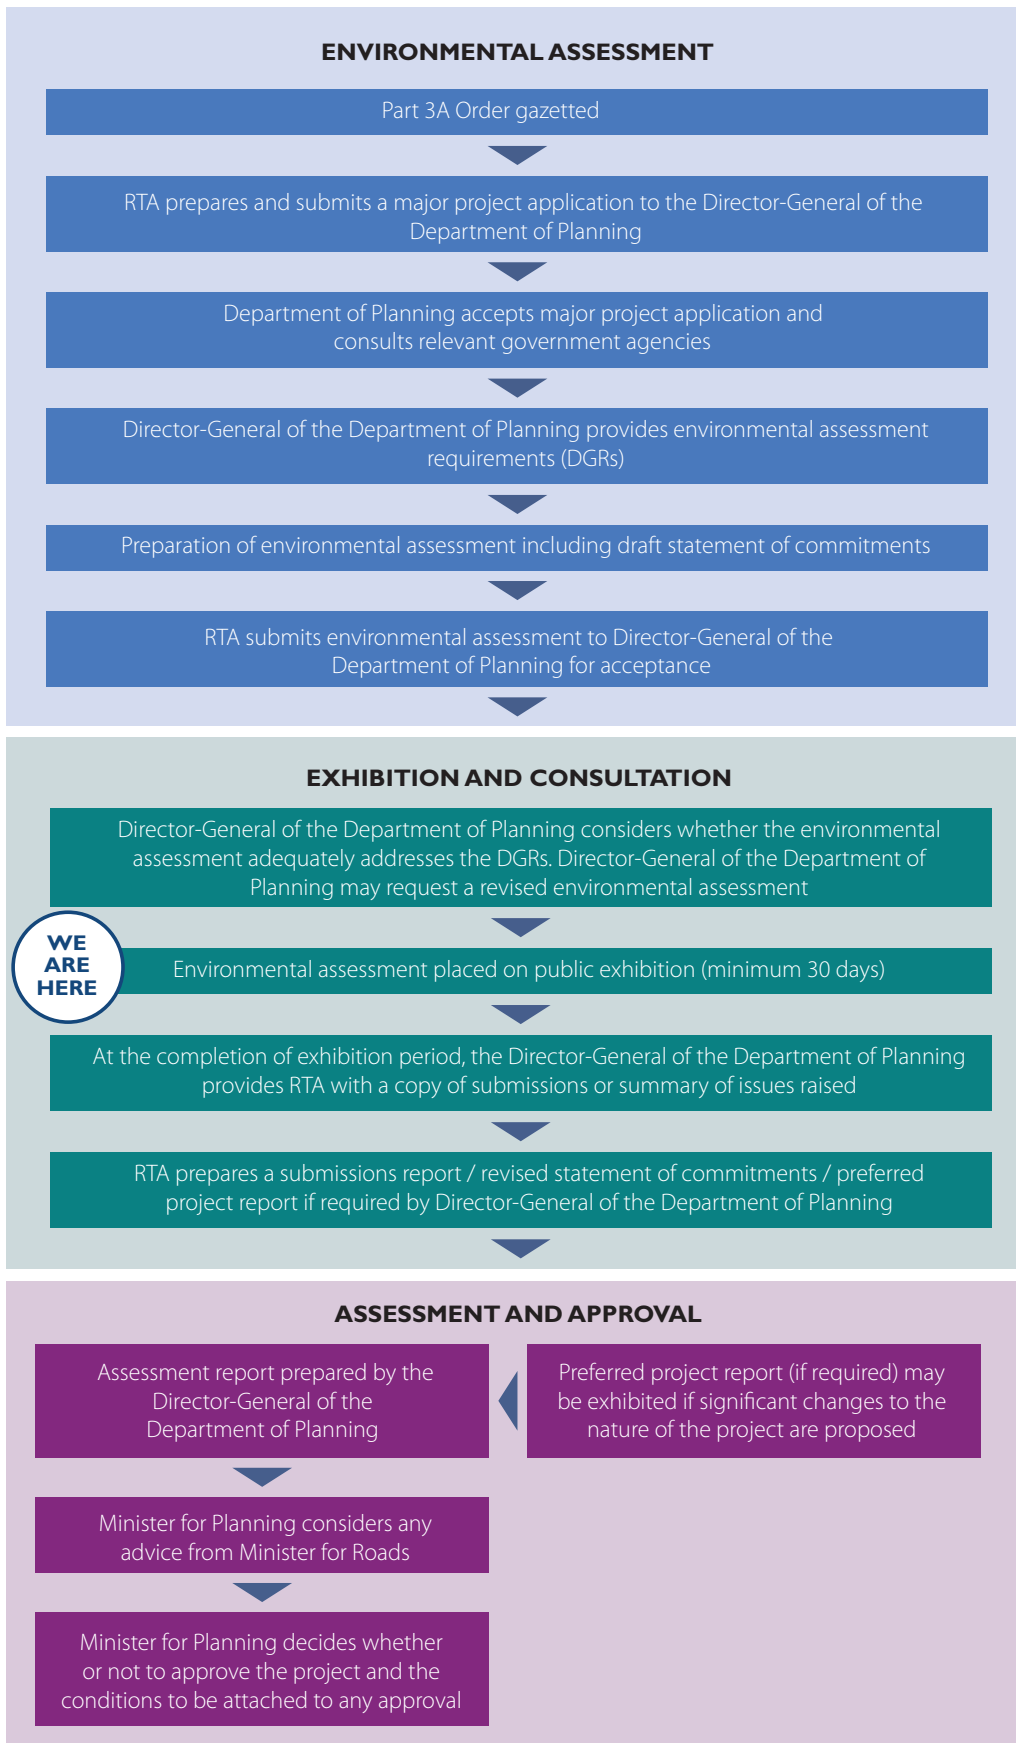 ENVIRONMENTAL ASSESSMENT
Part 3A Order gazetted
RTA prepares and submits a major project application to the Director-General of the
Department of Planning
Department of Planning accepts major project application and
consults relevant government agencies
Director-General of the Department of Planning provides environmental assessment
requirements (DGRs)
Preparation of environmental assessment including draft statement of commitments
RTA submits environmental assessment to Director-General of the
Department of Planning for acceptance
EXHIBITION AND CONSULTATION
Director-General of the Department of Planning considers whether the environmental
assessment adequately addresses the DGRs. Director-General of the Department of
Planning may request a revised environmental assessment
WE
ARE
HERE
Environmental assessment placed on public exhibition (minimum 30 days)
At the completion of exhibition period, the Director-General of the Department of Planning
provides RTA with a copy of submissions or summary of issues raised
RTA prepares a submissions report / revised statement of commitments / preferred
project report if required by Director-General of the Department of Planning
ASSESSMENT AND APPROVAL
Assessment report prepared by the
Director-General of the
Department of Planning
Preferred project report (if required) may
be exhibited if significant changes to the
nature of the project are proposed
Minister for Planning considers any
advice from Minister for Roads
Minister for Planning decides whether
or not to approve the project and the
conditions to be attached to any approval